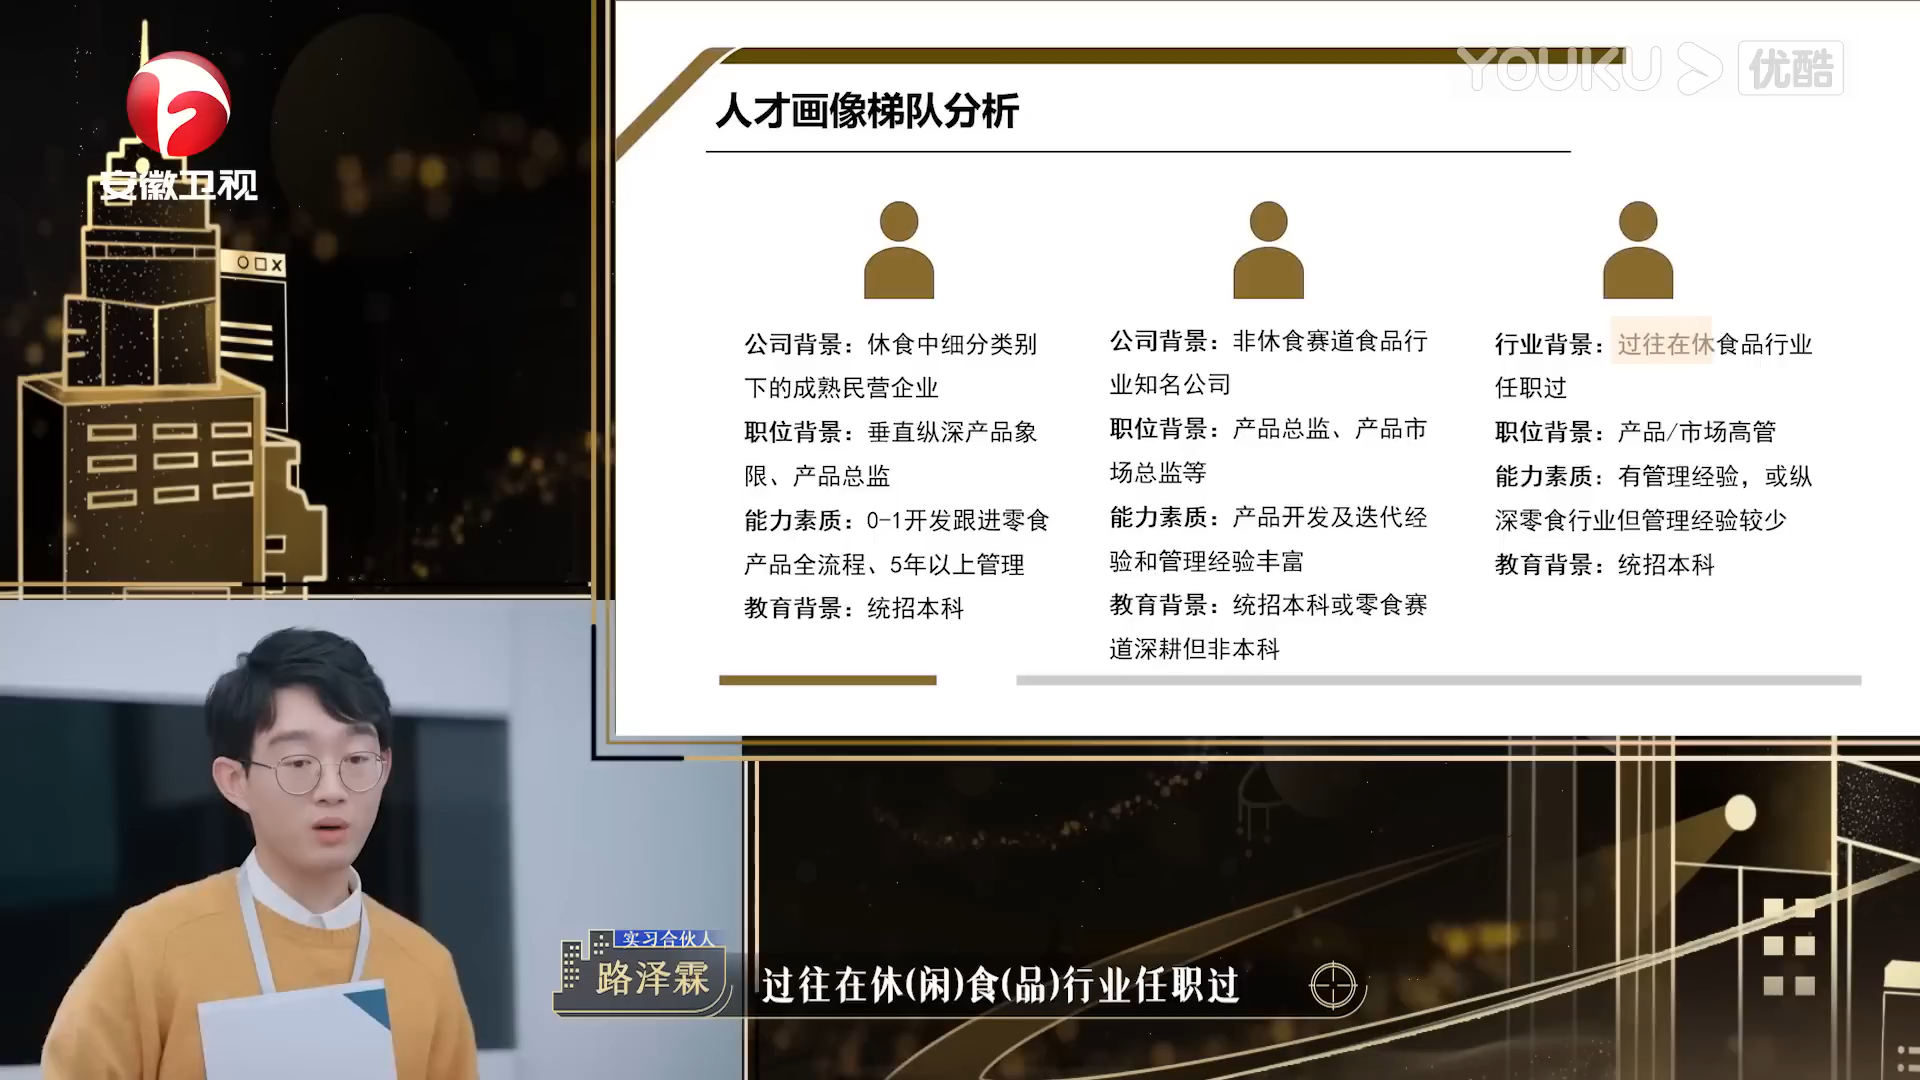 安徽卫视
YOUKU 优酷
人才画像梯队分析
公司背景：休食中细分类别
下的成熟民营企业
职位背景：垂直纵深产品象
限、产品总监
能力素质：0-1开发跟进零食
产品全流程、5年以上管理
教育背景：统招本科
公司背景：非休食赛道食品行
业知名公司
职位背景：产品总监、产品市
场总监等
能力素质：产品开发及迭代经
验和管理经验丰富
教育背景：统招本科或零食赛
道深耕但非本科
行业背景：过往在休食品行业
任职过
职位背景：产品/市场高管
能力素质：有管理经验，或纵
深零食行业但管理经验较少
教育背景：统招本科
实习合伙人
路泽霖
过往在休(闲)食(品)行业任职过